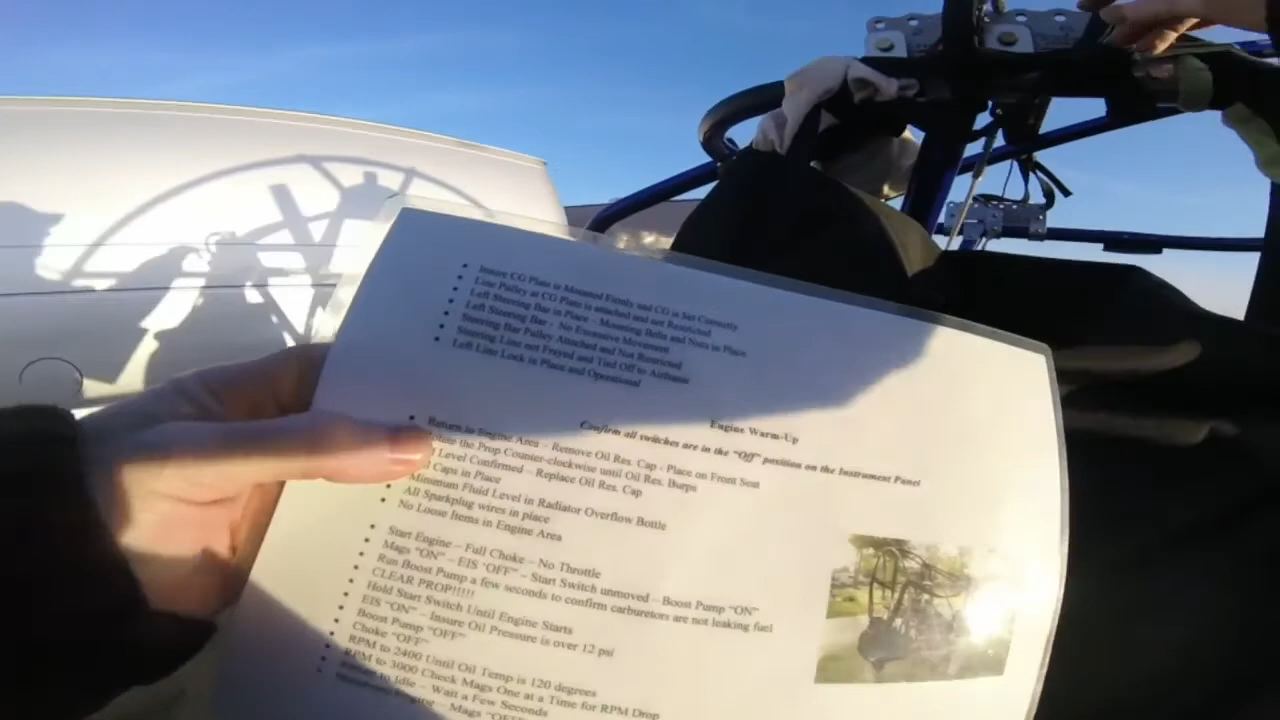 Insure CG Plate is Mounted Firmly and CG is Set Correctly
Line Pulley at CG Plate is attached and not Restricted
Left Steering Bar in Place – Mounting Bolts and Nuts in Place
Left Steering Bar - No Excessive Movement
Steering Bar Pulley Attached and Not Restricted
Steering Line not Frayed and Tied Off to Airframe
Left Line Lock in Place and Operational
Engine Warm-Up
Confirm all switches are in the "Off" position on the Instrument Panel
Return to Engine Area – Remove Oil Res. Cap - Place on Front Seat
the Prop Counter-clockwise until Oil Res. Burps
Level Confirmed – Replace Oil Res. Cap
Caps in Place
Minimum Fluid Level in Radiator Overflow Bottle
All Sparkplug wires in place
No Loose Items in Engine Area
Start Engine – Full Choke – No Throttle
Mags "ON" – EIS 'OFF" – Start Switch unmoved – Boost Pump "ON"
Run Boost Pump a few seconds to confirm carburetors are not leaking fuel
CLEAR PROP!!!!!
Hold Start Switch Until Engine Starts
EIS "ON" – Insure Oil Pressure is over 12 psi
Boost Pump "OFF"
Choke "OFF"
RPM to 2400 Until Oil Temp is 120 degrees
RPM to 3000 Check Mags One at a Time for RPM Drop
to Idle – Wait a Few Seconds
– Mags "OFF"